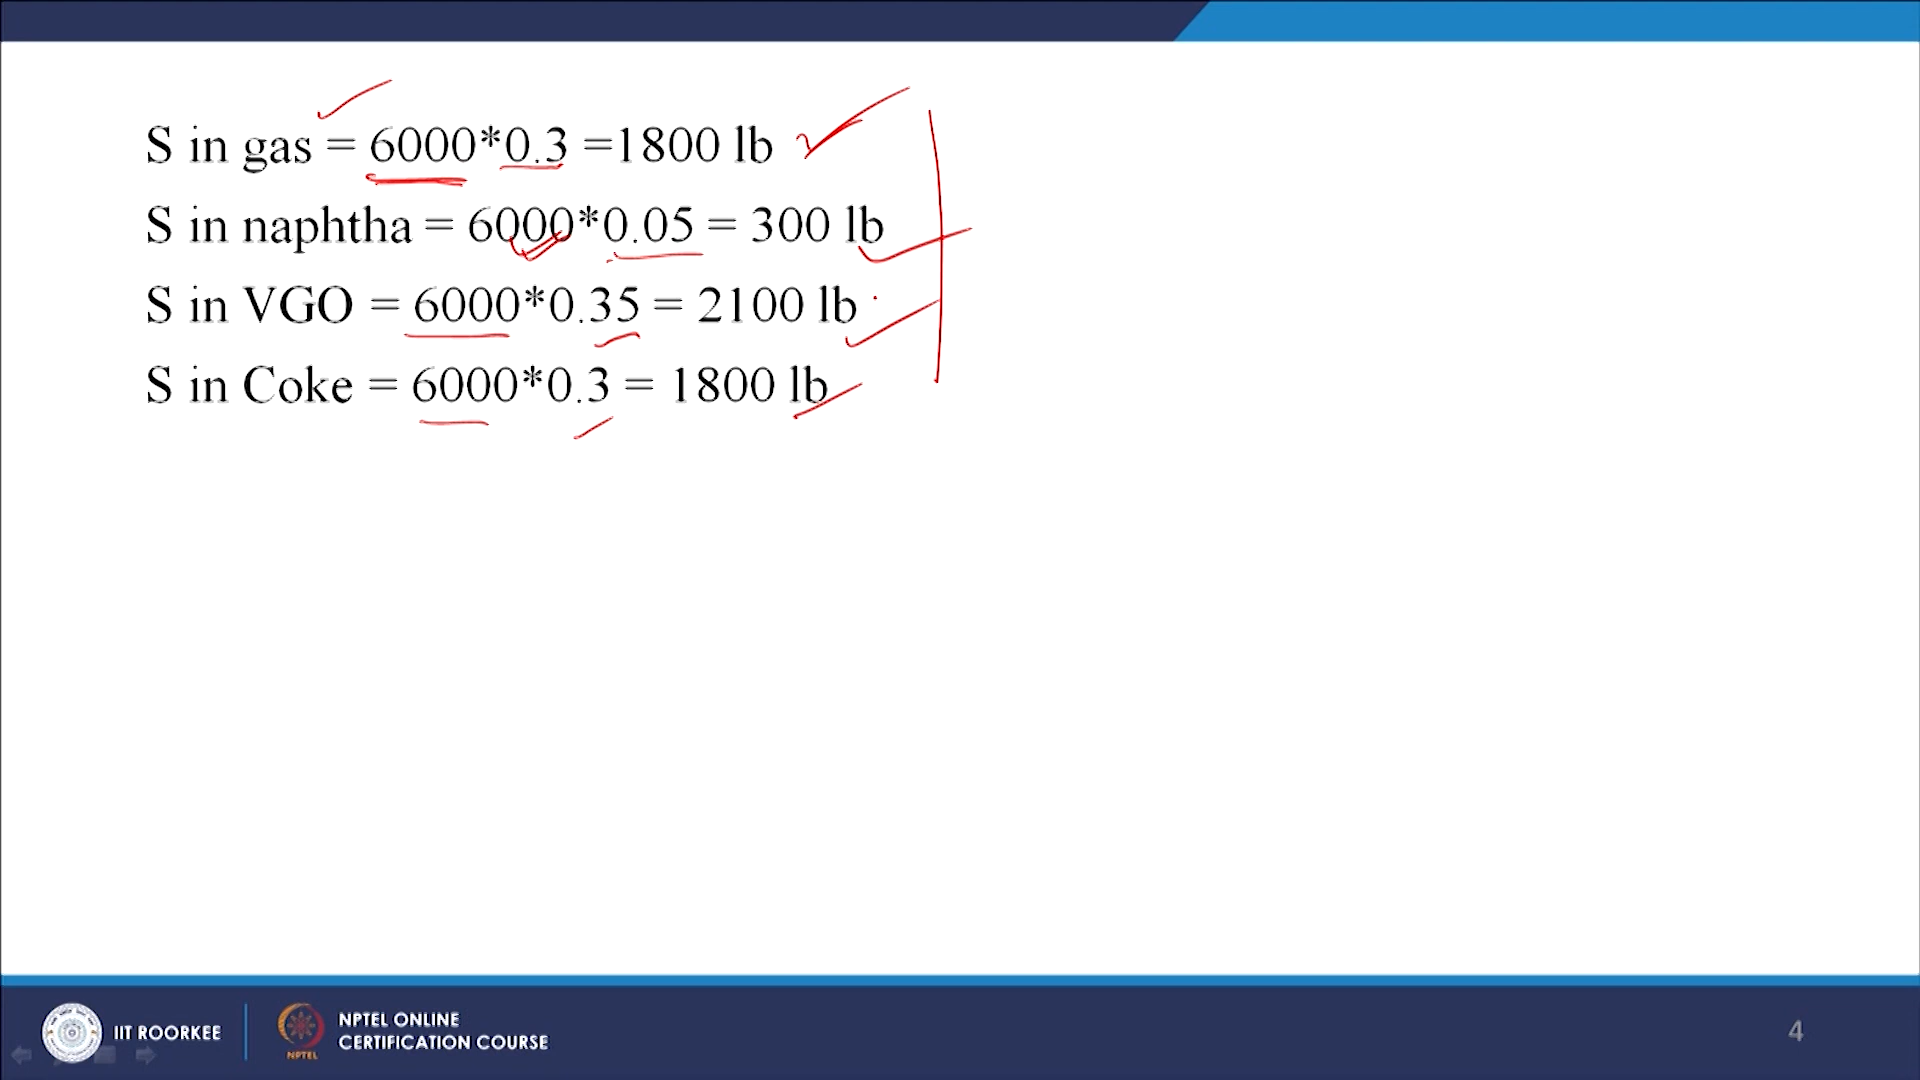 S in gas = 6000*0.3 =1800 lb
S in naphtha = 6000*0.05 = 300 lb
S in VGO = 6000*0.35 = 2100 lb
S in Coke = 6000*0.3 = 1800 lb
IIT ROORKEE
NPTEL
NPTEL ONLINE
CERTIFICATION COURSE
4